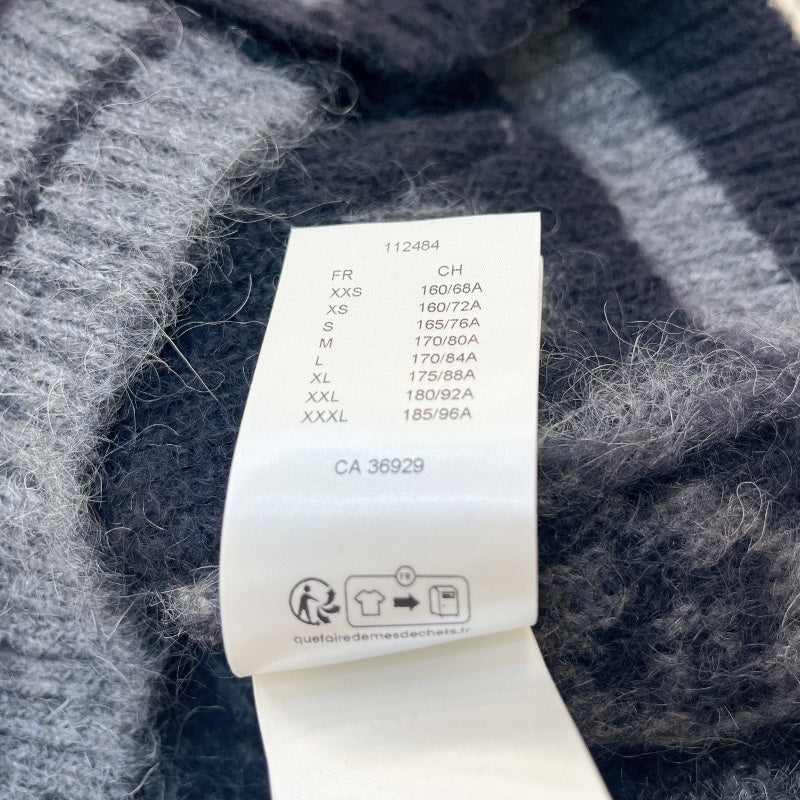 112484
FR CH
XXS 160/68A
XS 160/72A
S 165/76A
M 170/80A
L 170/84A
XL 175/88A
XXL 180/92A
XXXL 185/96A
CA 36929
FR
quefairedemesdechets.fr